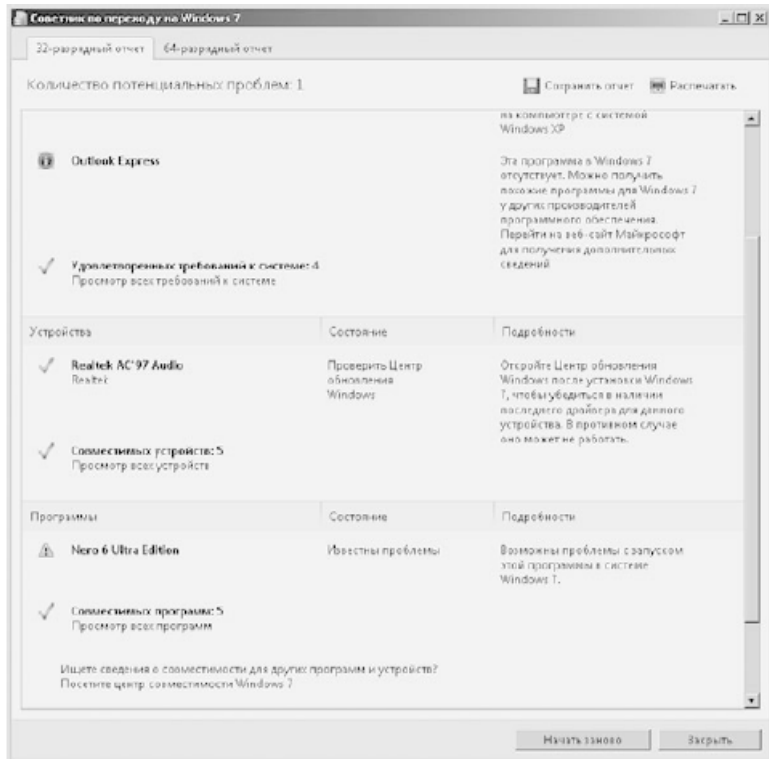 Советник по переходу на Windows 7
32-разрядный отчет
64-разрядный отчет
Количество потенциальных проблем: 1
Сохранить отчет
Распечатать
на компьютере с системой
Windows XP
Outlook Express
Эта программа в Windows 7
отсутствует. Можно получить
похожие программы для Windows 7
у других производителей
программного обеспечения.
Перейти на веб-сайт Майкрософт
для получения дополнительных
сведений
Удовлетворенных требований к системе: 4
Просмотр всех требований к системе
Устройства
Состояние
Подробности
Realtek AC'97 Audio
Realtek
Проверить Центр
обновления
Windows
Откройте Центр обновления
Windows после установки Windows
7, чтобы убедиться в наличии
последнего драйвера для данного
устройства. В противном случае
оно может не работать.
Совместимых устройств: 5
Просмотр всех устройств
Программы
Состояние
Подробности
Nero 6 Ultra Edition
Известны проблемы
Возможны проблемы с запуском
этой программы в системе
Windows 7.
Совместимых программ: 5
Просмотр всех программ
Ищете сведения о совместимости для других программ и устройств?
Посетите центр совместимости Windows 7
Начать заново
Закрыть